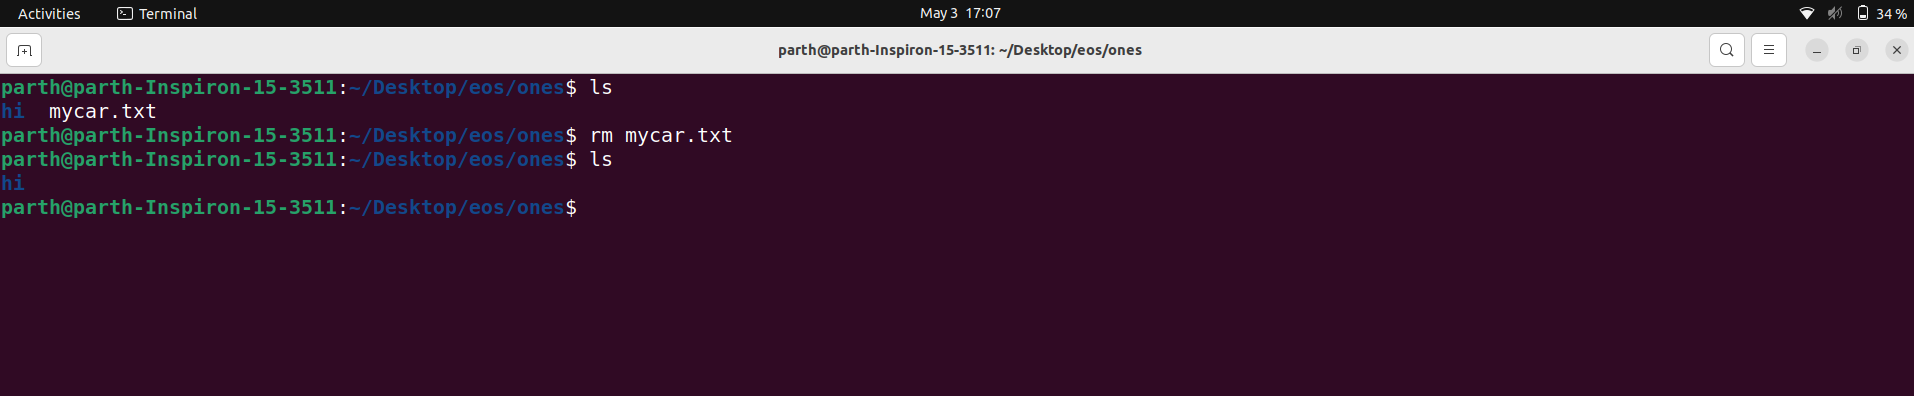 Activities Terminal May 3 17:07 34 %
parth@parth-Inspiron-15-3511: ~/Desktop/eos/ones
parth@parth-Inspiron-15-3511:~/Desktop/eos/ones$ ls
hi mycar.txt
parth@parth-Inspiron-15-3511:~/Desktop/eos/ones$ rm mycar.txt
parth@parth-Inspiron-15-3511:~/Desktop/eos/ones$ ls
hi
parth@parth-Inspiron-15-3511:~/Desktop/eos/ones$